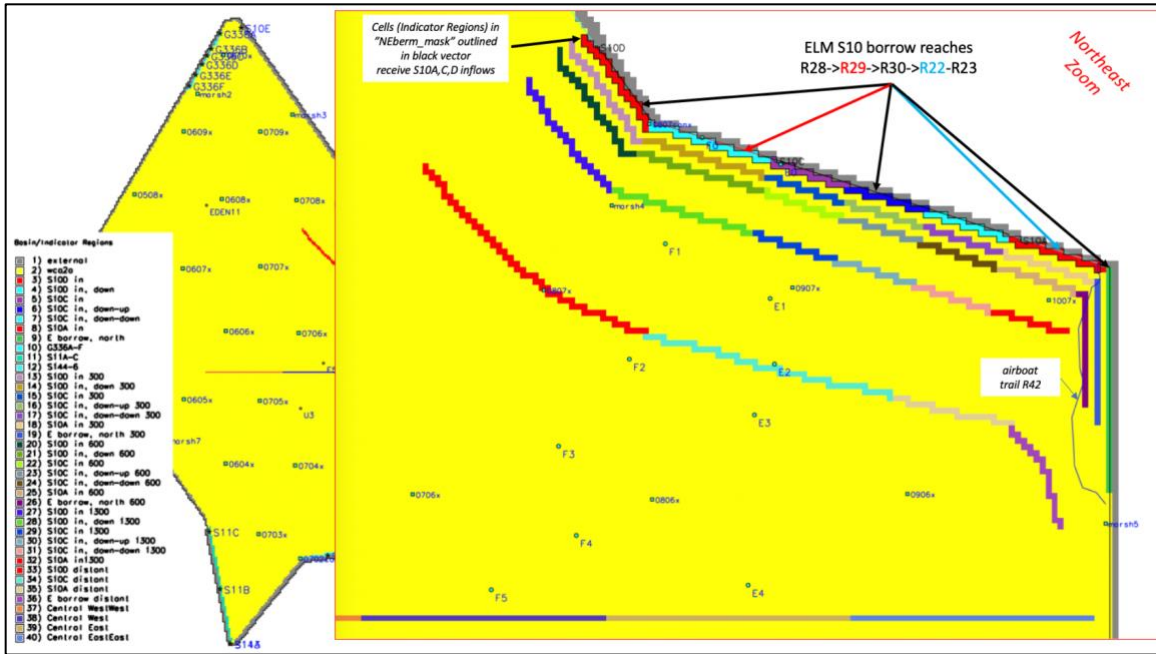 S10E
G336A
G336B
G336D
G336E
G336F
marsh2
marsh3
0609x
0709x
0508x
0608x
0708x
EDEN11
0607x
0707x
0606x
0706x
0605x
0705x
U3
marsh7
0604x
0704x
S11C
0703x
S11B
Basin/Indicator Regions
1) external
2) wca2a
3) S10D in
4) S10D in, down
5) S10C in
6) S10C in, down-up
7) S10C in, down-down
8) S10A in
9) E borrow, north
10) G336A-F
11) S11A-C
12) S144-6
13) S10D in 300
14) S10D in, down 300
15) S10C in 300
16) S10C in, down-up 300
17) S10C in, down-down 300
18) S10A in 300
19) E borrow, north 300
20) S10D in 600
21) S10D in, down 600
22) S10C in 600
23) S10C in, down-up 600
24) S10C in, down-down 600
25) S10A in 600
26) E borrow, north 600
27) S10D in 1300
28) S10D in, down 1300
29) S10C in 1300
30) S10C in, down-up 1300
31) S10C in, down-down 1300
32) S10A in1300
33) S10D distant
34) S10C distant
35) S10A distant
36) E borrow distant
37) Central WestWest
38) Central West
39) Central East
40) Central EastEast
Cells (Indicator Regions) in
"NEberm_mask" outlined
in black vector
receive S10A,C,D inflows
ELM S10 borrow reaches
R28->R29->R30->R22-R23
Northeast
Zoom
S10D
S10C
S10A
marsh4
F1
E1
0907x
1007x
airboat
trail R42
F2
E2
E3
F3
0706x
0806x
0906x
marsh5
F4
F5
E4